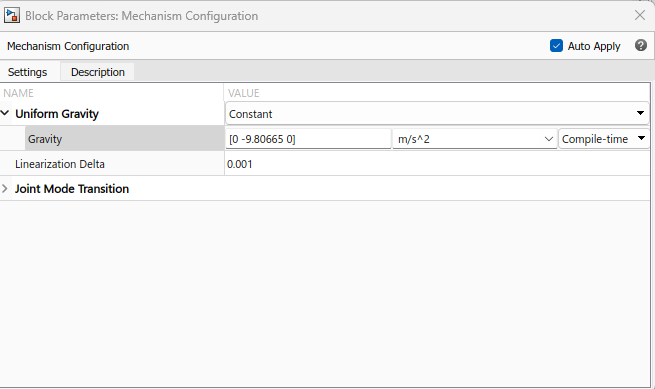 Block Parameters: Mechanism Configuration
Mechanism Configuration Auto Apply ?
Settings Description
NAME VALUE
Uniform Gravity Constant
Gravity [0 -9.80665 0] m/s^2 Compile-time
Linearization Delta 0.001
Joint Mode Transition